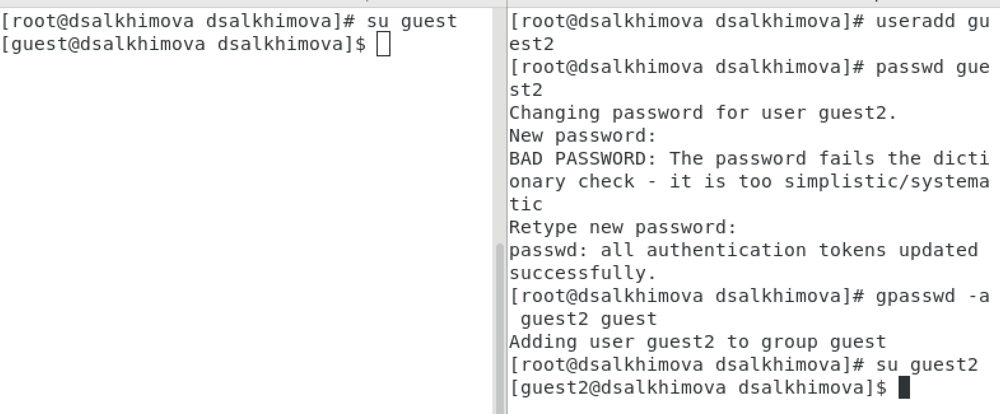 [root@dsalkhimova dsalkhimova]# su guest
[guest@dsalkhimova dsalkhimova]$
[root@dsalkhimova dsalkhimova]# useradd gu
est2
[root@dsalkhimova dsalkhimova]# passwd gue
st2
Changing password for user guest2.
New password:
BAD PASSWORD: The password fails the dicti
onary check - it is too simplistic/systema
tic
Retype new password:
passwd: all authentication tokens updated
successfully.
[root@dsalkhimova dsalkhimova]# gpasswd -a
 guest2 guest
Adding user guest2 to group guest
[root@dsalkhimova dsalkhimova]# su guest2
[guest2@dsalkhimova dsalkhimova]$